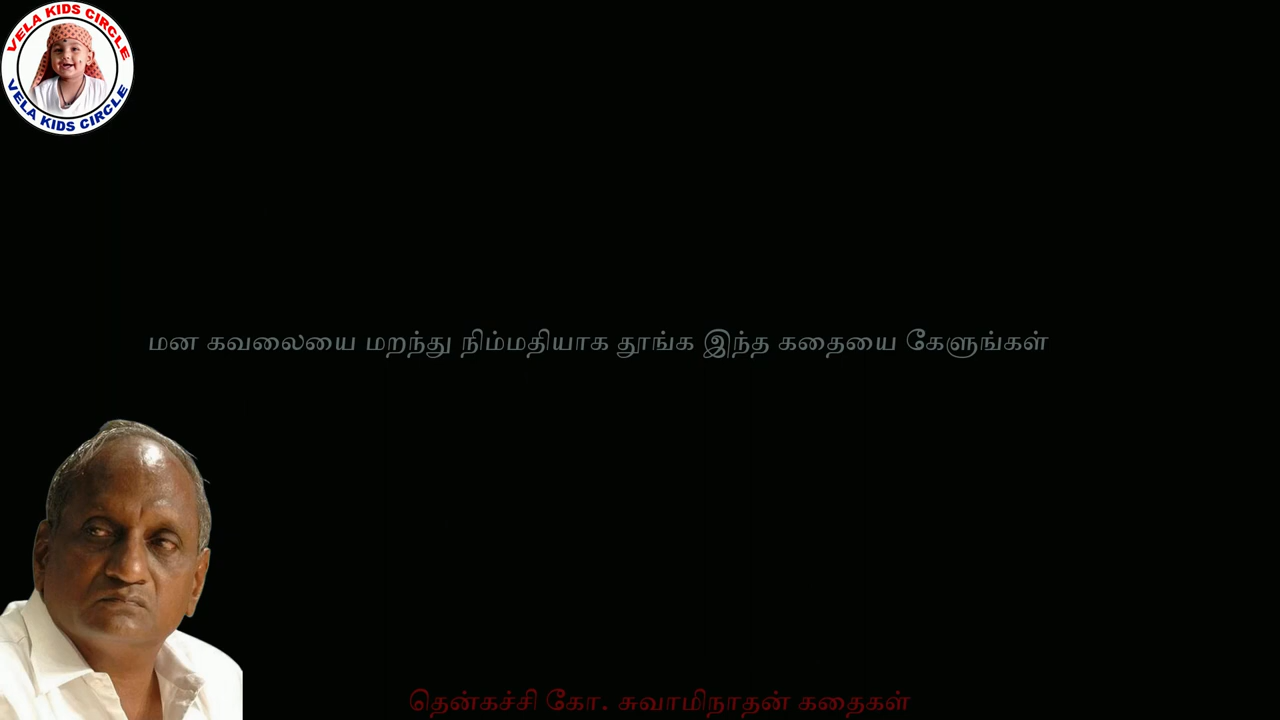 VELA KIDS CIRCLE
VELA KIDS CIRCLE
மன கவலையை மறந்து நிம்மதியாக தூங்க இந்த கதையை கேளுங்கள்
தென்கச்சி கோ. சுவாமிநாதன் கதைகள்